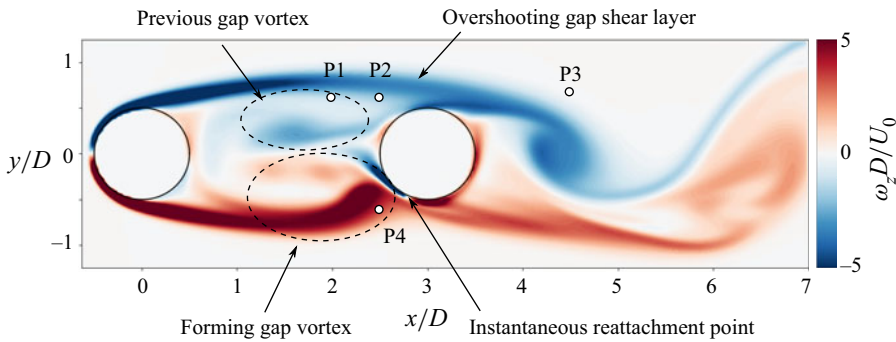 Previous gap vortex
Overshooting gap shear layer
P1
P2
P3
P4
1
0
−1
y/D
0
1
2
3
4
5
6
7
x/D
Forming gap vortex
Instantaneous reattachment point
5
0
−5
ω_z D/U_0